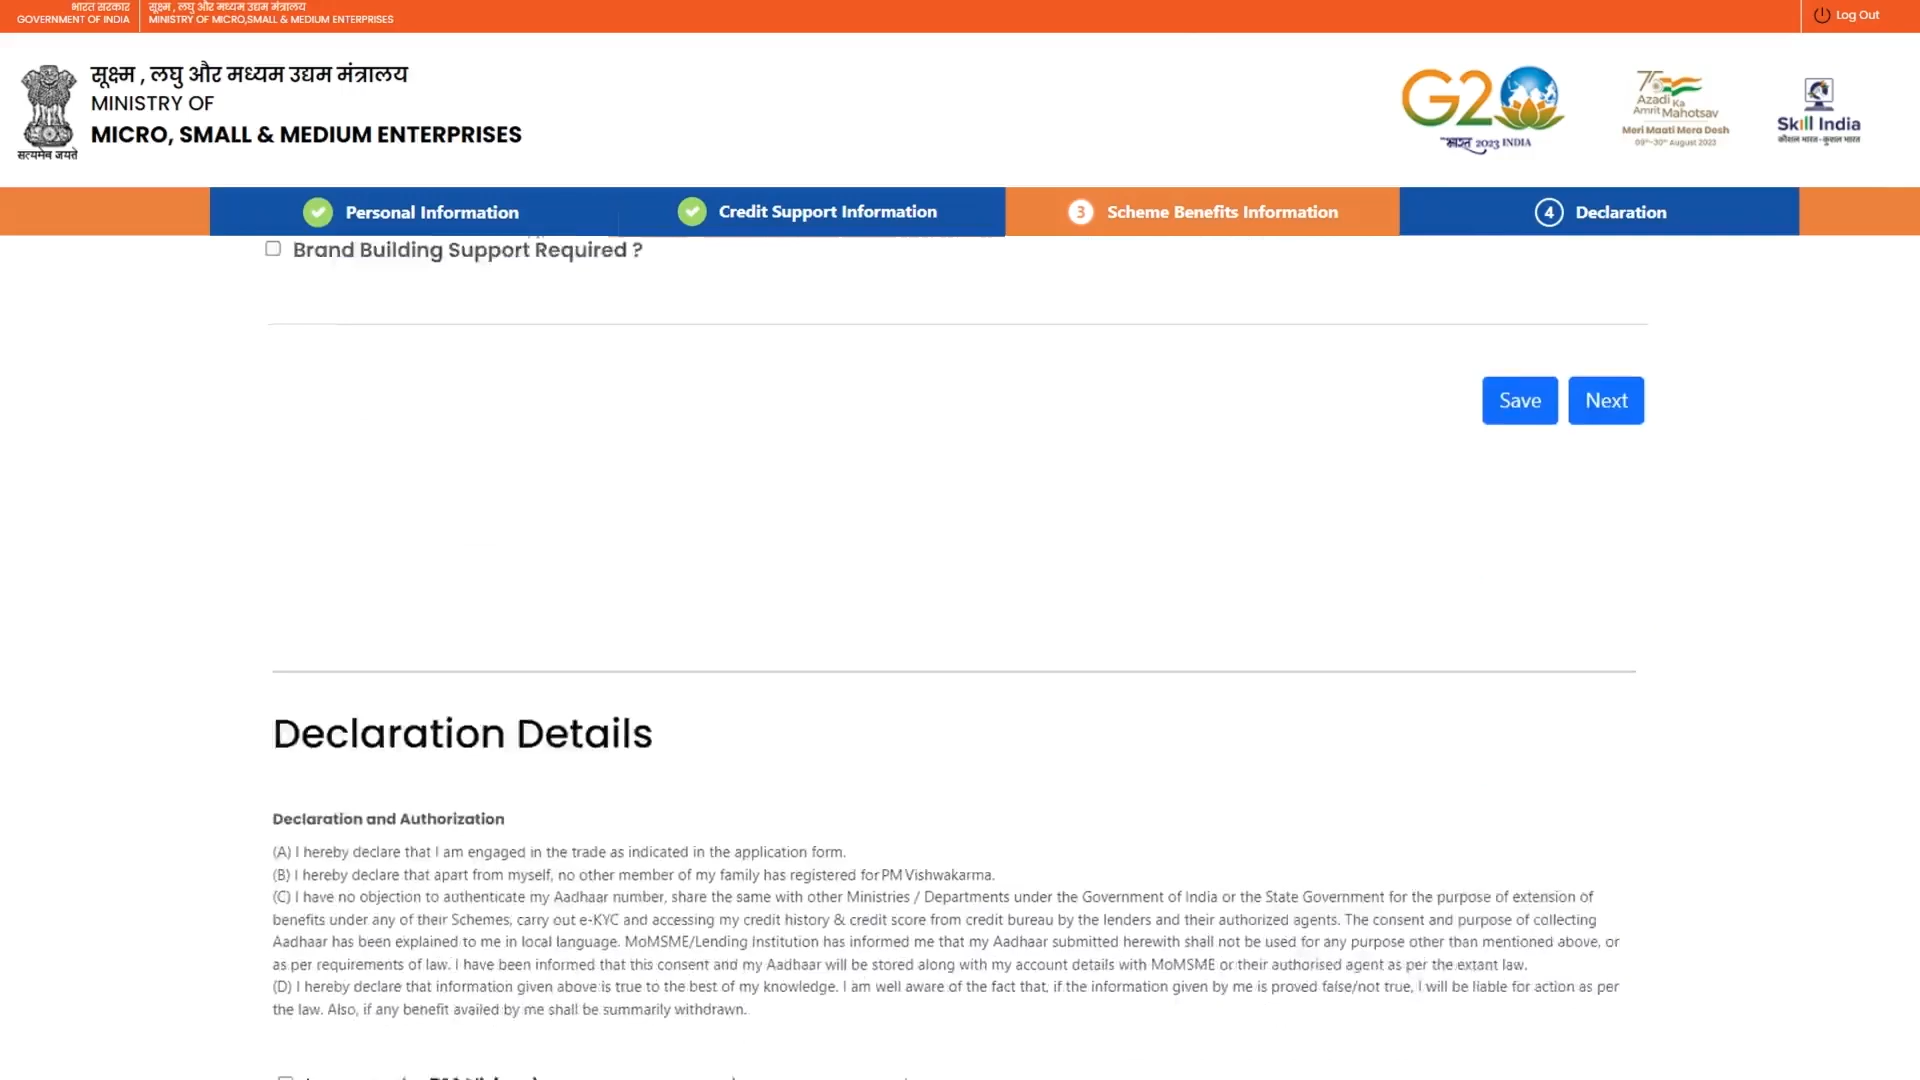 भारत सरकार
GOVERNMENT OF INDIA
सूक्ष्म , लघु और मध्यम उद्यम मंत्रालय
MINISTRY OF MICRO,SMALL & MEDIUM ENTERPRISES
Log Out
सूक्ष्म , लघु और मध्यम उद्यम मंत्रालय
MINISTRY OF
MICRO, SMALL & MEDIUM ENTERPRISES
सत्यमेव जयते
G20
भारत 2023 INDIA
75
Azadi Ka
Amrit Mahotsav
Meri Maati Mera Desh
09th-30th August 2023
Skill India
कौशल भारत-कुशल भारत
Personal Information
Credit Support Information
3 Scheme Benefits Information
4 Declaration
Brand Building Support Required ?
Save
Next
Declaration Details
Declaration and Authorization
(A) I hereby declare that I am engaged in the trade as indicated in the application form.
(B) I hereby declare that apart from myself, no other member of my family has registered for PM Vishwakarma.
(C) I have no objection to authenticate my Aadhaar number, share the same with other Ministries / Departments under the Government of India or the State Government for the purpose of extension of
benefits under any of their Schemes, carry out e-KYC and accessing my credit history & credit score from credit bureau by the lenders and their authorized agents. The consent and purpose of collecting
Aadhaar has been explained to me in local language. MoMSME/Lending Institution has informed me that my Aadhaar submitted herewith shall not be used for any purpose other than mentioned above, or
as per requirements of law. I have been informed that this consent and my Aadhaar will be stored along with my account details with MoMSME or their authorised agent as per the extant law.
(D) I hereby declare that information given above is true to the best of my knowledge. I am well aware of the fact that, if the information given by me is proved false/not true, I will be liable for action as per
the law. Also, if any benefit availed by me shall be summarily withdrawn.